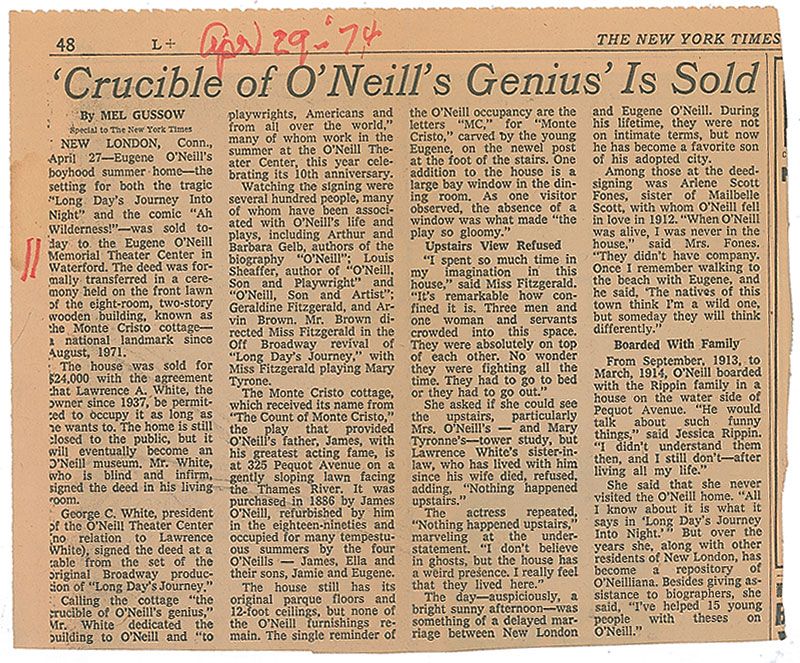 48
L+
Apr 29-'74
THE NEW YORK TIMES
'Crucible of O'Neill's Genius' Is Sold
By MEL GUSSOW
Special to The New York Times
NEW LONDON, Conn.,
April 27—Eugene O'Neill's
boyhood summer home—the
setting for both the tragic
"Long Day's Journey Into
Night" and the comic "Ah
Wilderness!"—was sold to-
day to the Eugene O'Neill
Memorial Theater Center in
Waterford. The deed was for-
mally transferred in a cere-
mony held on the front lawn
of the eight-room, two-story
wooden building, known as
the Monte Cristo cottage—
a national landmark since
August, 1971.
The house was sold for
$24,000 with the agreement
that Lawrence A. White, the
owner since 1937, be permit-
ted to occupy it as long as
he wants to. The home is still
closed to the public, but it
will eventually become an
O'Neill museum. Mr. White,
who is blind and infirm,
signed the deed in his living
room.
George C. White, president
of the O'Neill Theater Center
(no relation to Lawrence
White), signed the deed at a
table from the set of the
original Broadway produc-
tion of "Long Day's Journey."
Calling the cottage "the
crucible of O'Neill's genius,"
Mr. White dedicated the
building to O'Neill and "to
playwrights, Americans and
from all over the world,"
many of whom work in the
summer at the O'Neill The-
ater Center, this year cele-
brating its 10th anniversary.
Watching the signing were
several hundred people, many
of whom have been associ-
ated with O'Neill's life and
plays, including Arthur and
Barbara Gelb, authors of the
biography "O'Neill"; Louis
Sheaffer, author of "O'Neill,
Son and Playwright" and
"O'Neill, Son and Artist";
Geraldine Fitzgerald, and Ar-
vin Brown. Mr. Brown di-
rected Miss Fitzgerald in the
Off Broadway revival of
"Long Day's Journey," with
Miss Fitzgerald playing Mary
Tyrone.
The Monte Cristo cottage,
which received its name from
"The Count of Monte Cristo,"
the play that provided
O'Neill's father, James, with
his greatest acting fame, is
at 325 Pequot Avenue on a
gently sloping lawn facing
the Thames River. It was
purchased in 1886 by James
O'Neill, refurbished by him
in the eighteen-nineties and
occupied for many tempestu-
ous summers by the four
O'Neills — James, Ella and
their sons, Jamie and Eugene.
The house still has its
original parque floors and
12-foot ceilings, but none of
the O'Neill furnishings re-
main. The single reminder of
the O'Neill occupancy are the
letters "MC," for "Monte
Cristo," carved by the young
Eugene, on the newel post
at the foot of the stairs. One
addition to the house is a
large bay window in the din-
ing room. As one visitor
observed, the absence of a
window was what made "the
play so gloomy."
Upstairs View Refused
"I spent so much time in
my imagination in this
house," said Miss Fitzgerald.
"It's remarkable how con-
fined it is. Three men and
one woman and servants
crowded into this space.
They were absolutely on top
of each other. No wonder
they were fighting all the
time. They had to go to bed
or they had to go out."
She asked if she could see
the upstairs, particularly
Mrs. O'Neill's — and Mary
Tyronne's—tower study, but
Lawrence White's sister-in-
law, who has lived with him
since his wife died, refused,
adding, "Nothing happened
upstairs."
The actress repeated,
"Nothing happened upstairs,"
marveling at the under-
statement. "I don't believe
in ghosts, but the house has
a weird presence. I really feel
that they lived here."
The day—auspiciously, a
bright sunny afternoon—was
something of a delayed mar-
riage between New London
and Eugene O'Neill. During
his lifetime, they were not
on intimate terms, but now
he has become a favorite son
of his adopted city.
Among those at the deed-
signing was Arlene Scott
Fones, sister of Mailbelle
Scott, with whom O'Neill fell
in love in 1912. "When O'Neill
was alive, I was never in the
house," said Mrs. Fones.
"They didn't have company.
Once I remember walking to
the beach with Eugene, and
he said, 'The natives of this
town think I'm a wild one,
but someday they will think
differently."
Boarded With Family
From September, 1913, to
March, 1914, O'Neill boarded
with the Rippin family in a
house on the water side of
Pequot Avenue. "He would
talk about such funny
things," said Jessica Rippin.
"I didn't understand them
then, and I still don't—after
living all my life."
She said that she never
visited the O'Neill home. "All
I know about it is what it
says in 'Long Day's Journey
Into Night.'" But over the
years she, along with other
residents of New London, has
become a repository of
O'Neilliana. Besides giving as-
sistance to biographers, she
said, "I've helped 15 young
people with theses on
O'Neill."